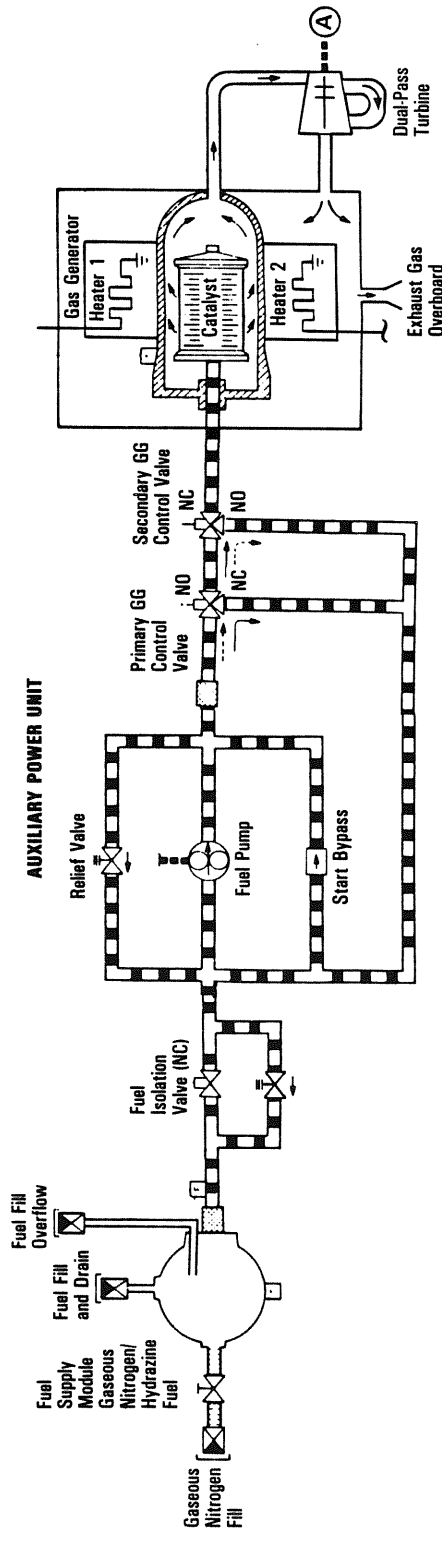 AUXILIARY POWER UNIT
Gaseous
Nitrogen
Fill
Fuel
Supply
Module
Gaseous
Nitrogen/
Hydrazine
Fuel
Fuel Fill
and Drain
Fuel Fill
Overflow
Fuel
Isolation
Valve (NC)
Relief Valve
Fuel Pump
Start Bypass
Primary GG
Control
Valve
NO
NC
Secondary GG
Control Valve
NC
NO
Gas Generator
Heater 1
Catalyst
Heater 2
Exhaust Gas
Overboard
Dual-Pass
Turbine
A